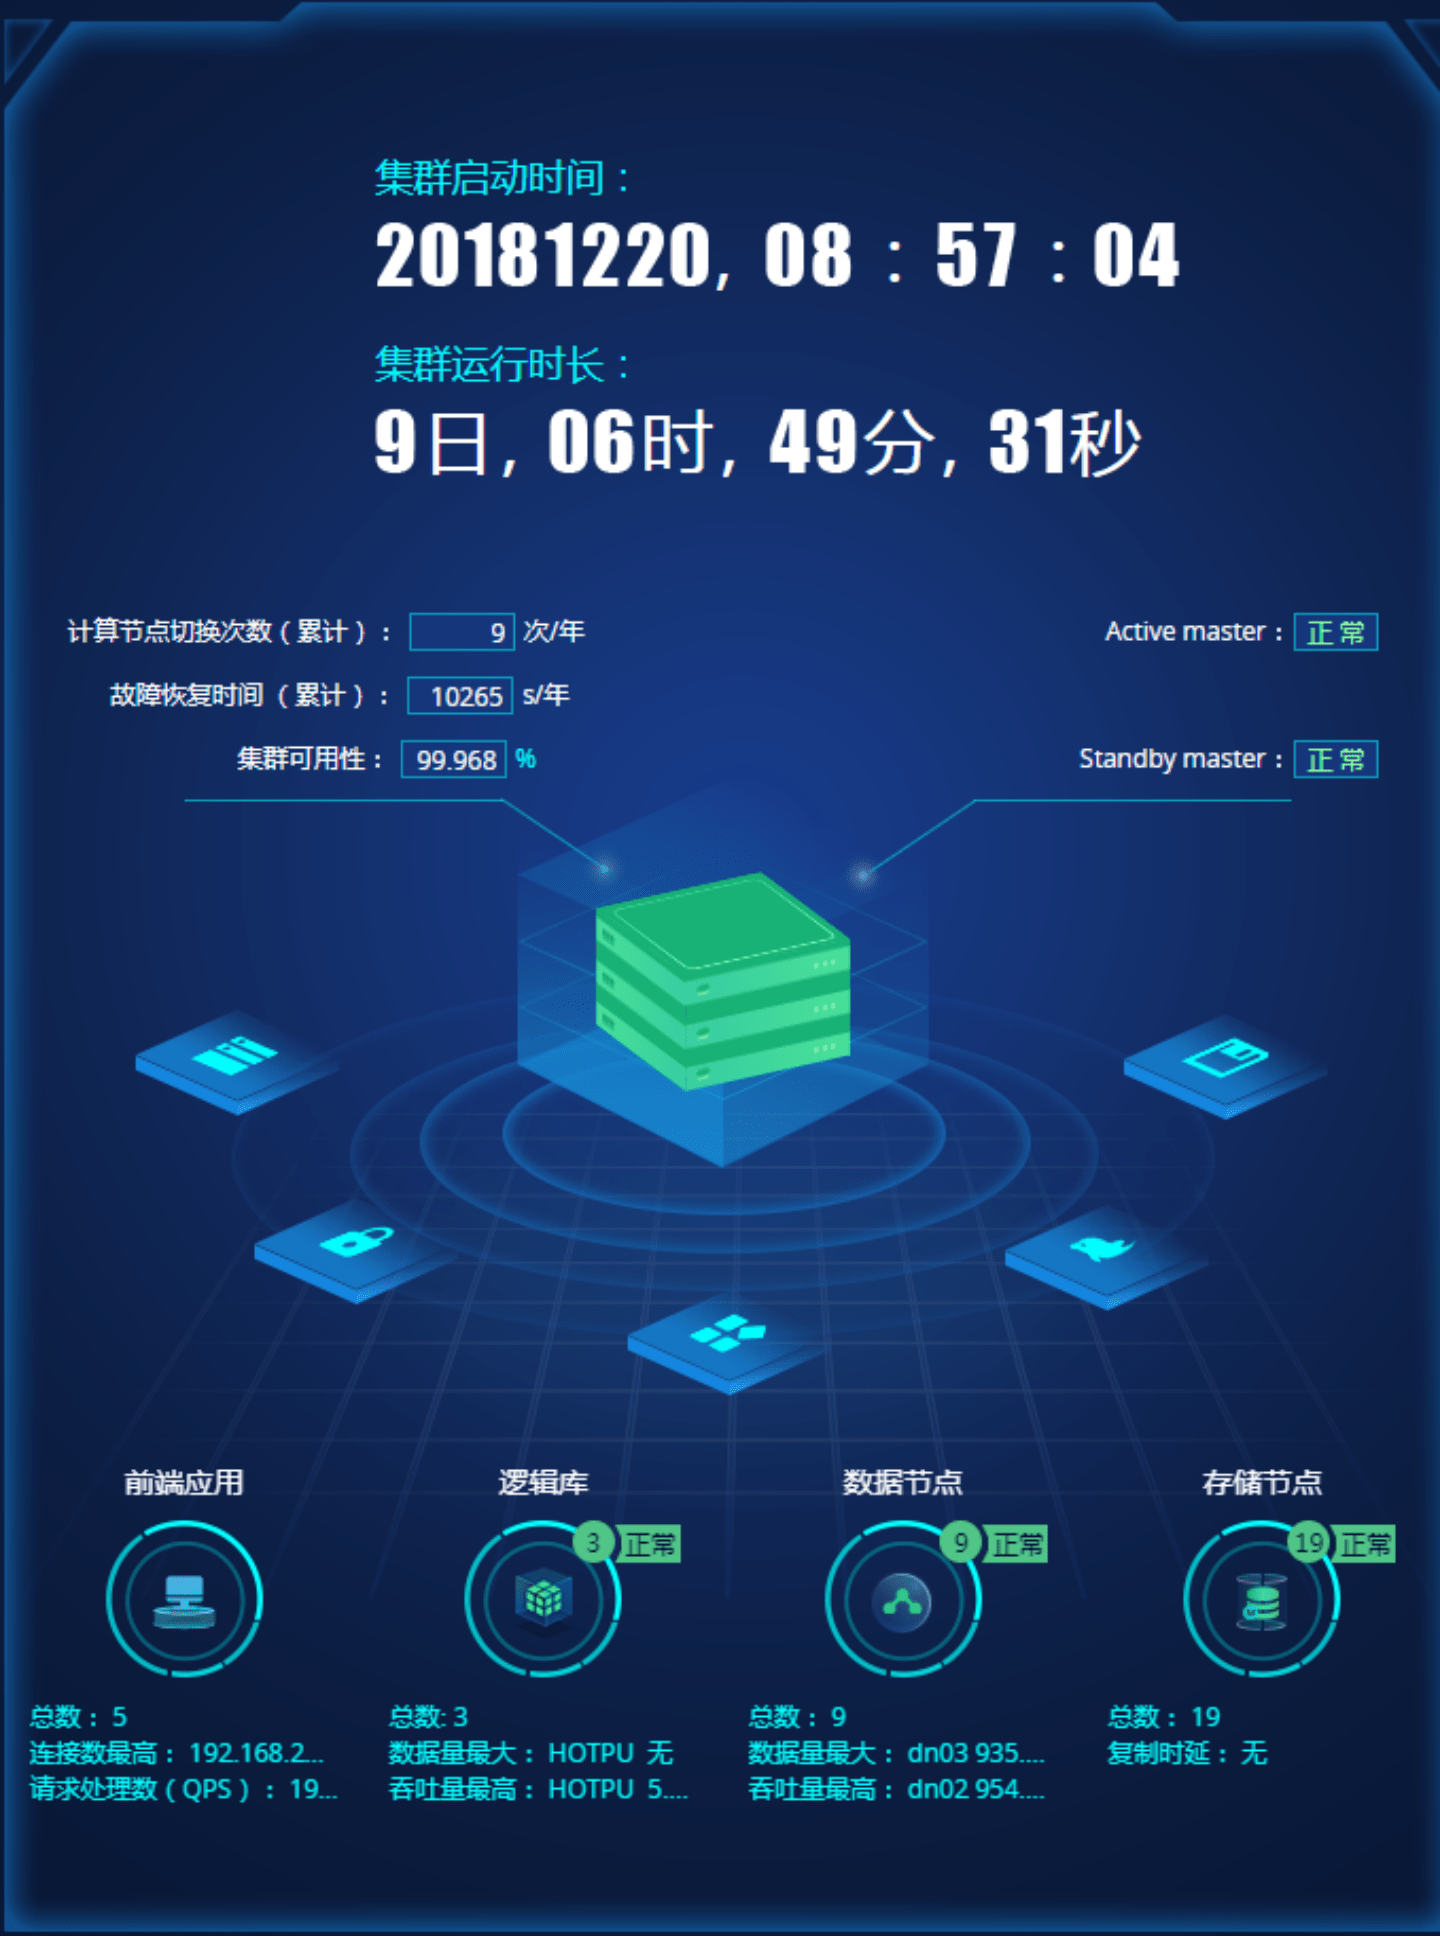 集群启动时间：
20181220, 08 : 57 : 04
集群运行时长：
9日, 06时, 49分, 31秒
计算节点切换次数（累计）： 9 次/年
Active master： 正常
故障恢复时间（累计）： 10265 s/年
集群可用性： 99.968 %
Standby master： 正常
前端应用
逻辑库
数据节点
存储节点
3 正常
9 正常
19 正常
总数：5
总数: 3
总数：9
总数：19
连接数最高：192.168.2...
数据量最大：HOTPU 无
数据量最大：dn03 935....
复制时延：无
请求处理数（QPS）：19...
吞吐量最高：HOTPU 5....
吞吐量最高：dn02 954....